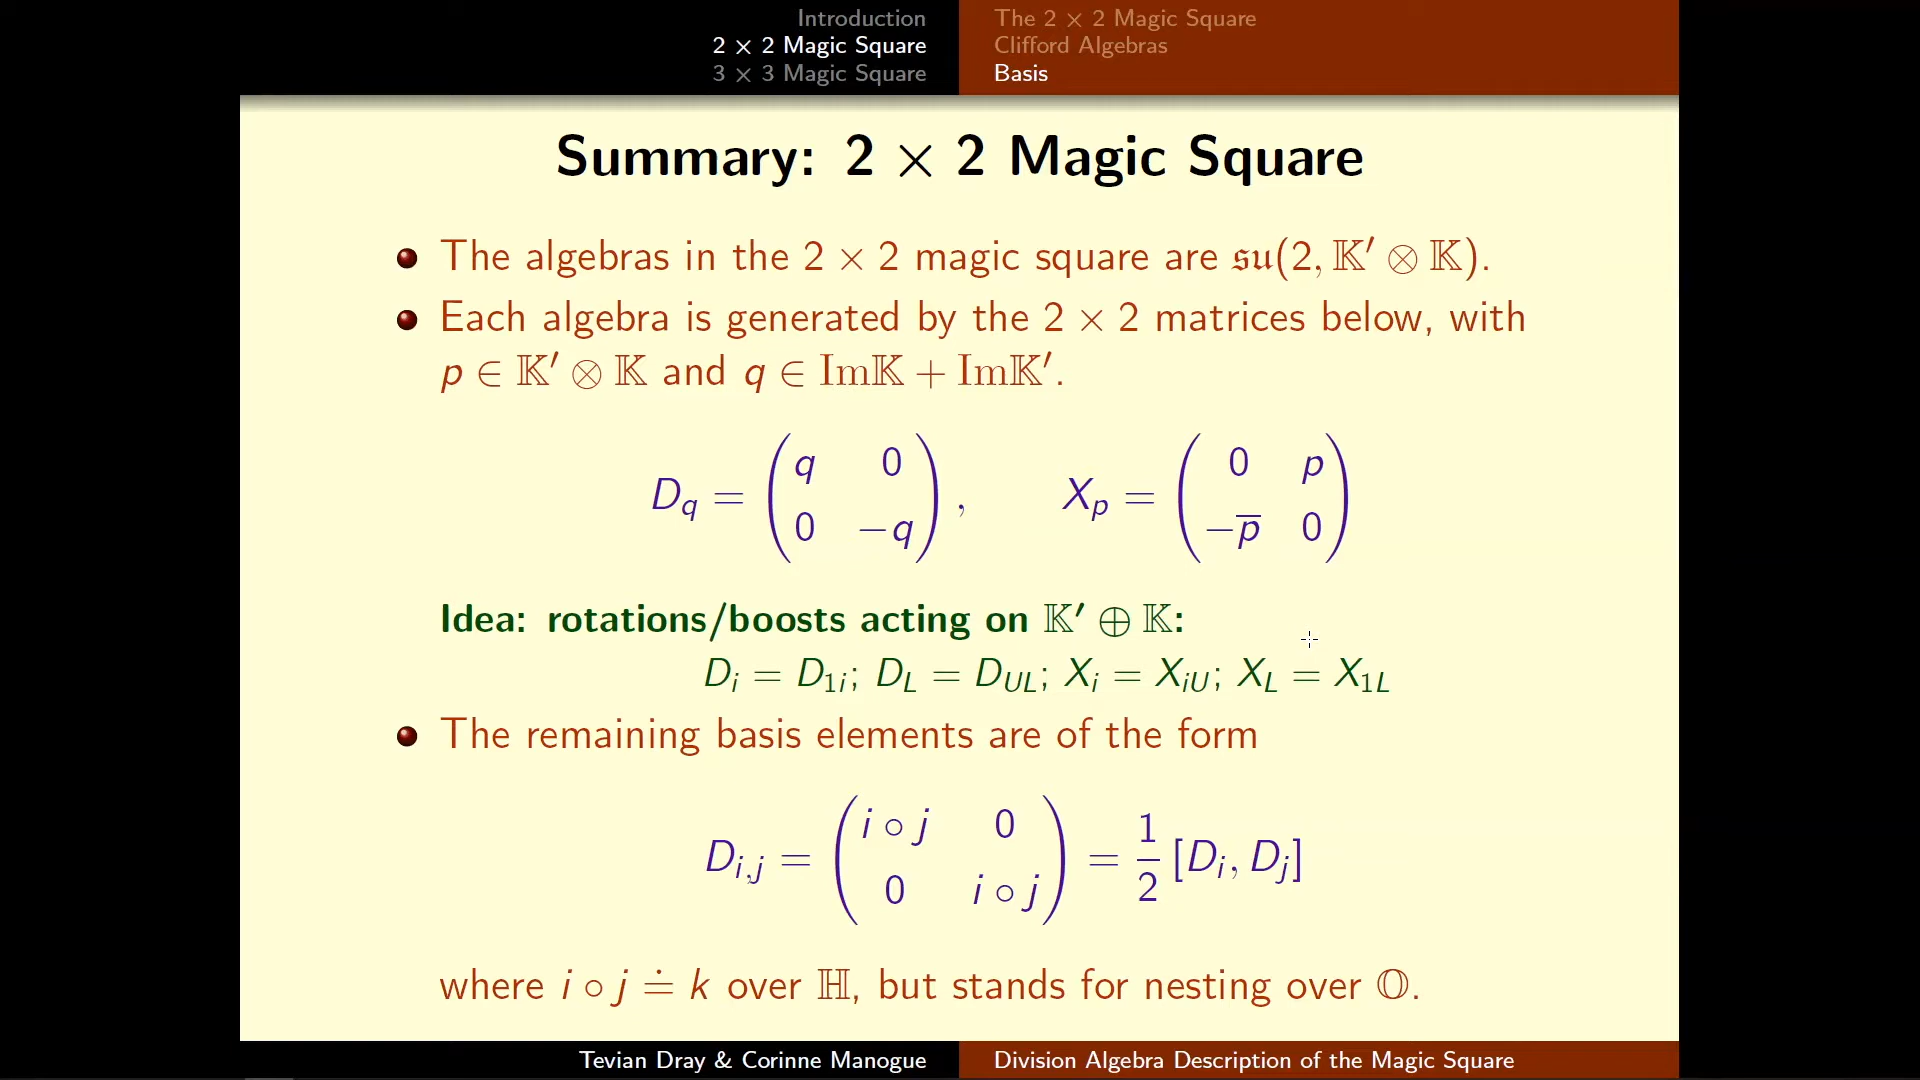 Introduction
2 × 2 Magic Square
3 × 3 Magic Square
The 2 × 2 Magic Square
Clifford Algebras
Basis
Summary: 2 × 2 Magic Square
The algebras in the 2 × 2 magic square are 𝔰𝔲(2, 𝕂′ ⊗ 𝕂).
Each algebra is generated by the 2 × 2 matrices below, with
p ∈ 𝕂′ ⊗ 𝕂 and q ∈ Im𝕂 + Im𝕂′.
D_q = ( q 0 ; 0 −q ), X_p = ( 0 p ; −p̅ 0 )
Idea: rotations/boosts acting on 𝕂′ ⊕ 𝕂:
D_i = D_{1i}; D_L = D_{UL}; X_i = X_{iU}; X_L = X_{1L}
The remaining basis elements are of the form
D_{i,j} = ( i ∘ j 0 ; 0 i ∘ j ) = 1/2 [D_i, D_j]
where i ∘ j ≐ k over ℍ, but stands for nesting over 𝕆.
Tevian Dray & Corinne Manogue
Division Algebra Description of the Magic Square